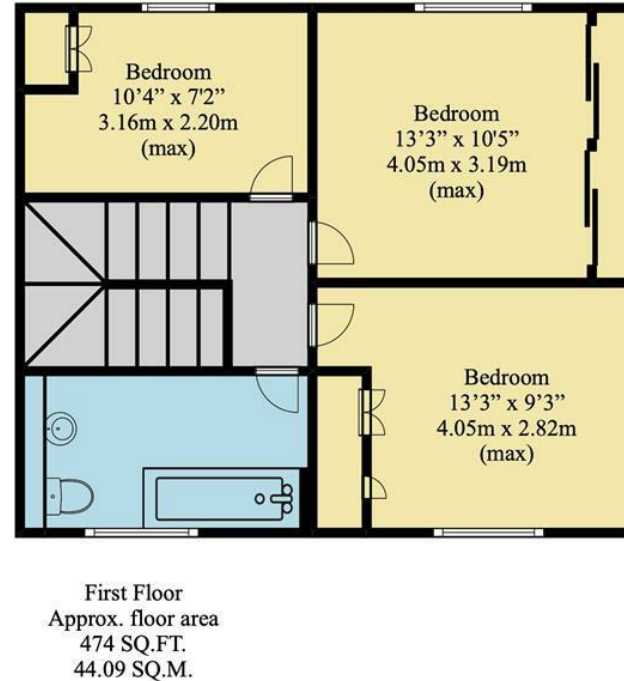 Bedroom
10’4” x 7'2”
3.16m x 2.20m
(max)
Bedroom
13’3” x 10'5”
4.05m x 3.19m
(max)
Bedroom
13’3” x 9’3”
4.05m x 2.82m
(max)
First Floor
Approx. floor area
474 SQ.FT.
44.09 SQ.M.